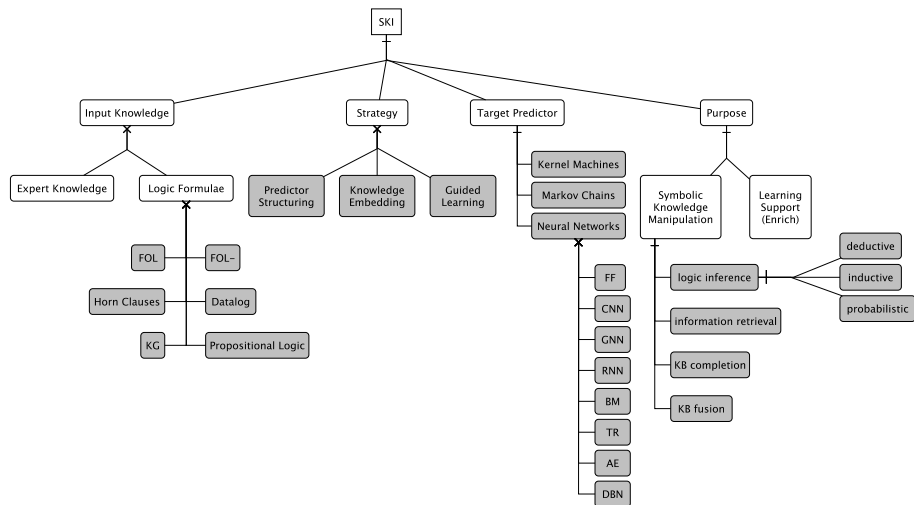 SKI
Input Knowledge
Strategy
Target Predictor
Purpose
Expert Knowledge
Logic Formulae
Predictor
Structuring
Knowledge
Embedding
Guided
Learning
Kernel Machines
Markov Chains
Neural Networks
Symbolic
Knowledge
Manipulation
Learning
Support
(Enrich)
FOL
FOL-
Horn Clauses
Datalog
KG
Propositional Logic
FF
CNN
GNN
RNN
BM
TR
AE
DBN
logic inference
information retrieval
KB completion
KB fusion
deductive
inductive
probabilistic